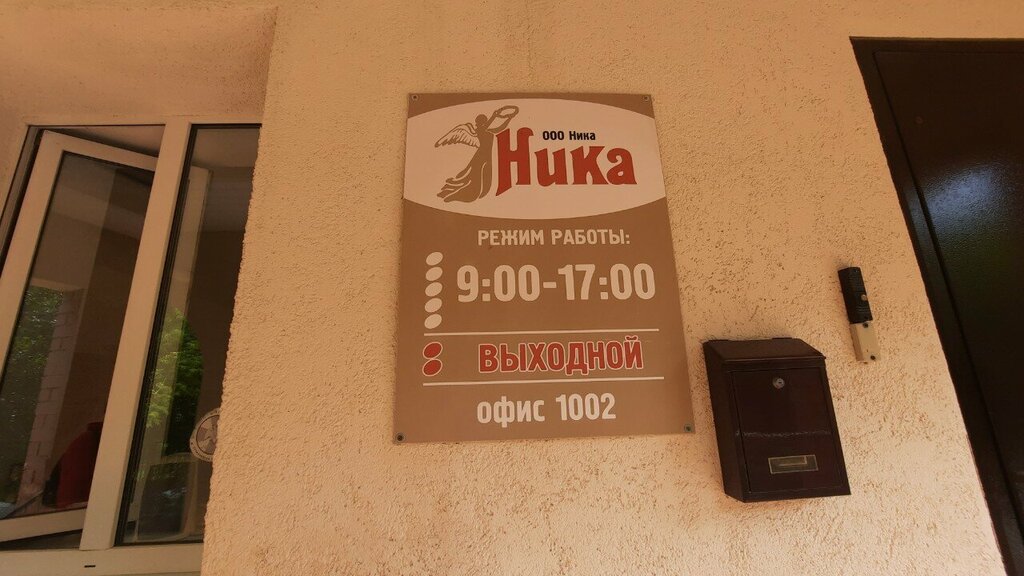 ООО Ника
Ника
РЕЖИМ РАБОТЫ:
9:00-17:00
ВЫХОДНОЙ
офис 1002